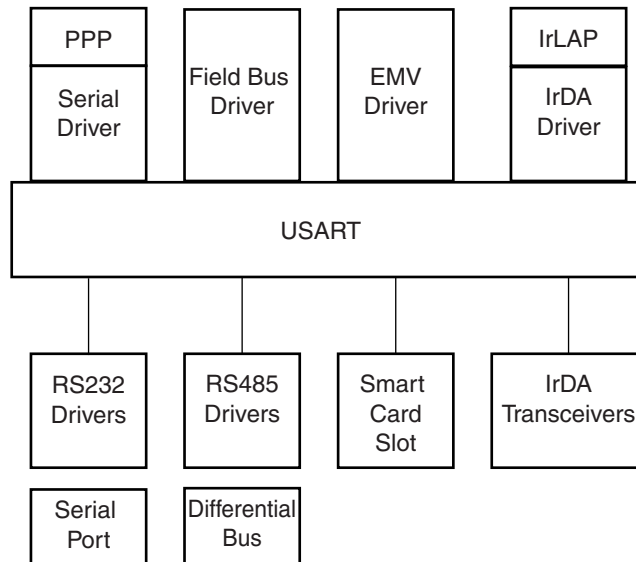 PPP
Serial
Driver
Field Bus
Driver
EMV
Driver
IrLAP
IrDA
Driver
USART
RS232
Drivers
RS485
Drivers
Smart
Card
Slot
IrDA
Transceivers
Serial
Port
Differential
Bus